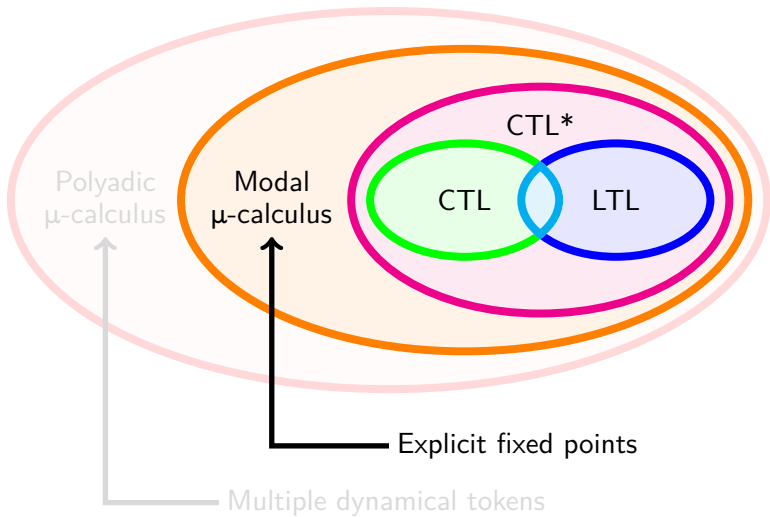 CTL*
Polyadic
μ-calculus
Modal
μ-calculus
CTL
LTL
Explicit fixed points
Multiple dynamical tokens